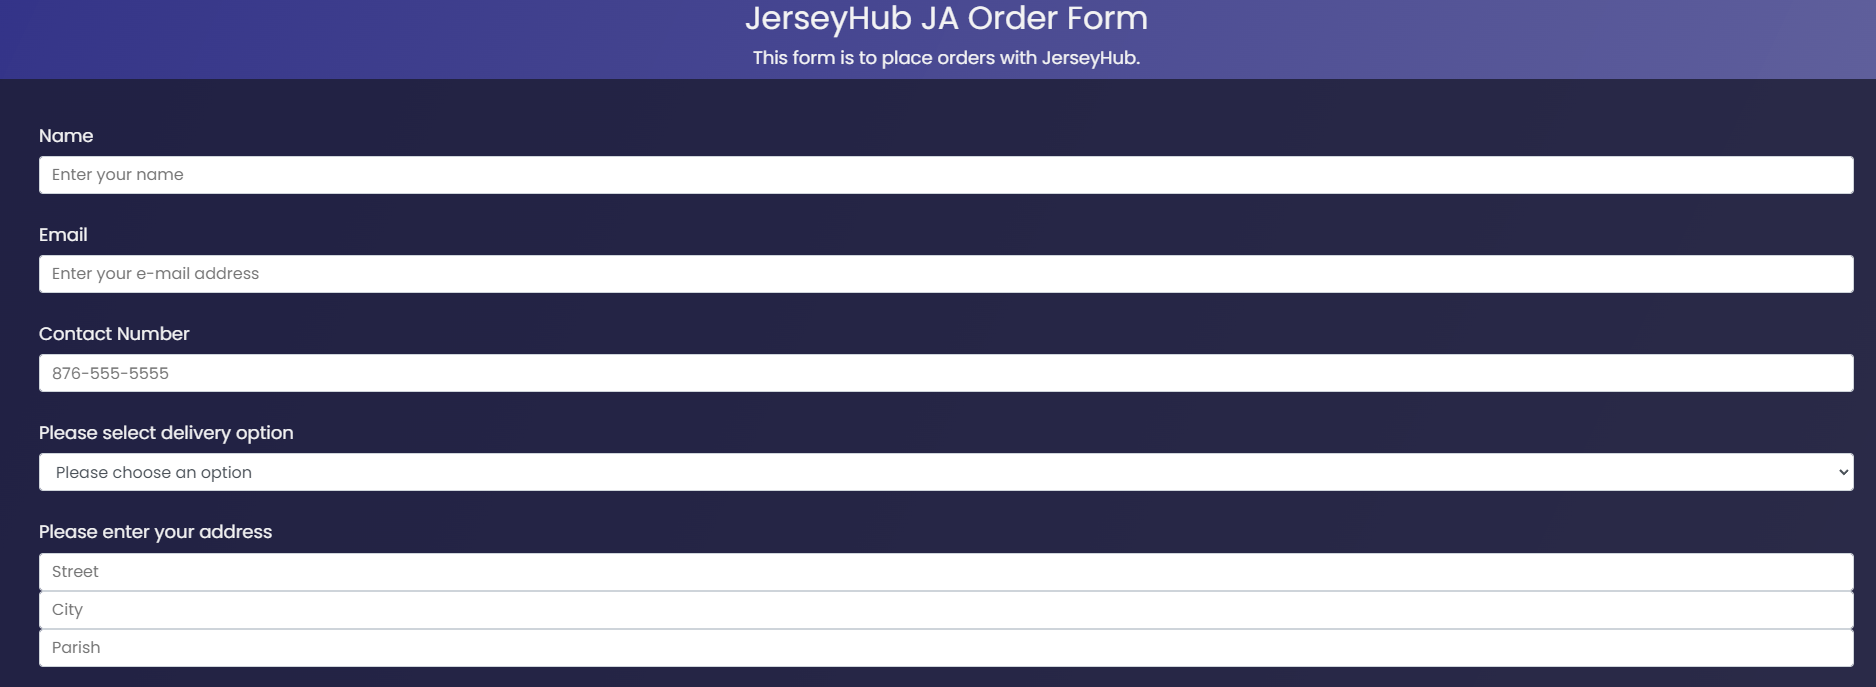 JerseyHub JA Order Form
This form is to place orders with JerseyHub.
Name
Enter your name
Email
Enter your e-mail address
Contact Number
876-555-5555
Please select delivery option
Please choose an option
Please enter your address
Street
City
Parish